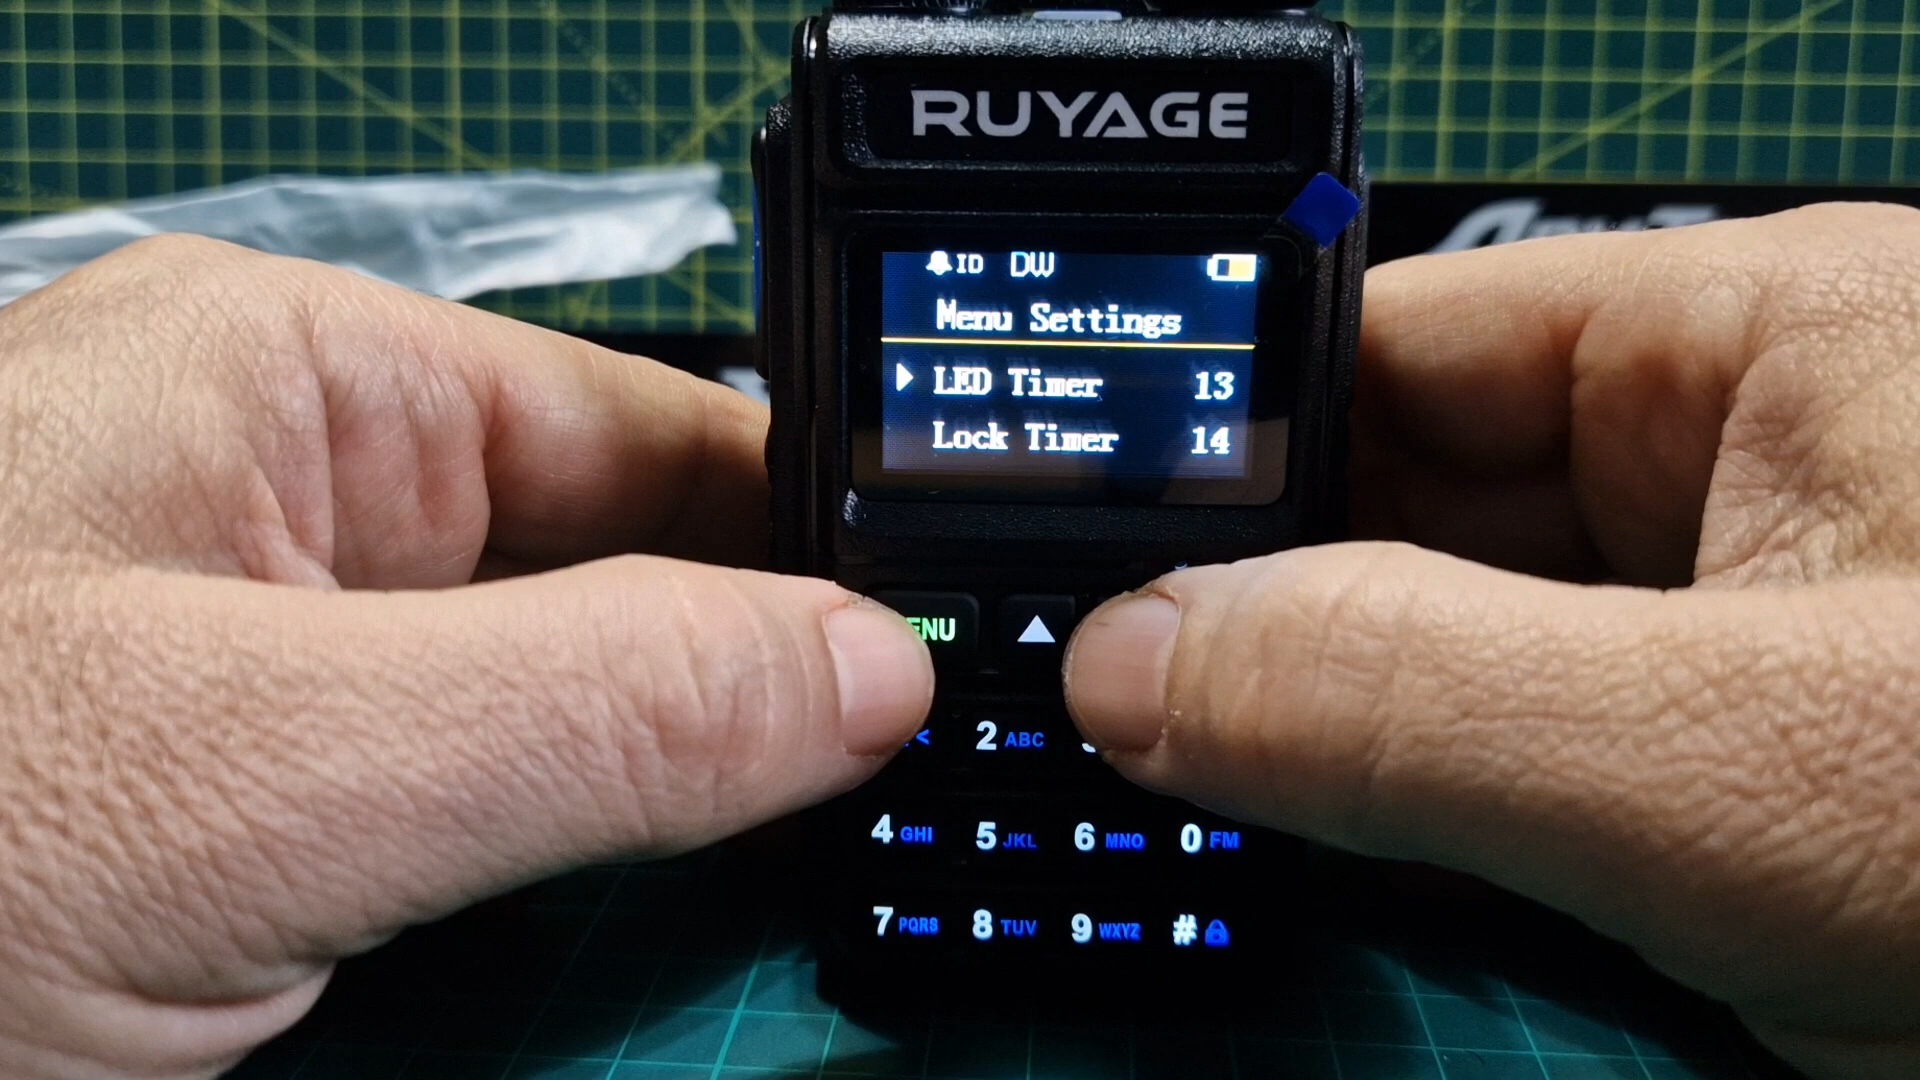 RUYAGE
ID DW
Menu Settings
LED Timer 13
Lock Timer 14
ENU
< 2 ABC
4 GHI 5 JKL 6 MNO 0 FM
7 PQRS 8 TUV 9 WXYZ #